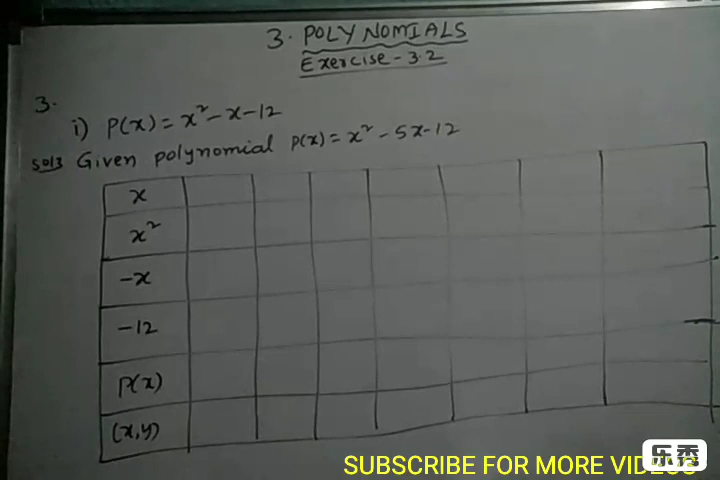 3. POLYNOMIALS
Exercise-3.2
3.
i) P(x)=x²-x-12
Given polynomial P(x)=x²-5x-12
x
x²
-x
-12
P(x)
(x,y)
乐秀
SUBSCRIBE FOR MORE VIDEOS